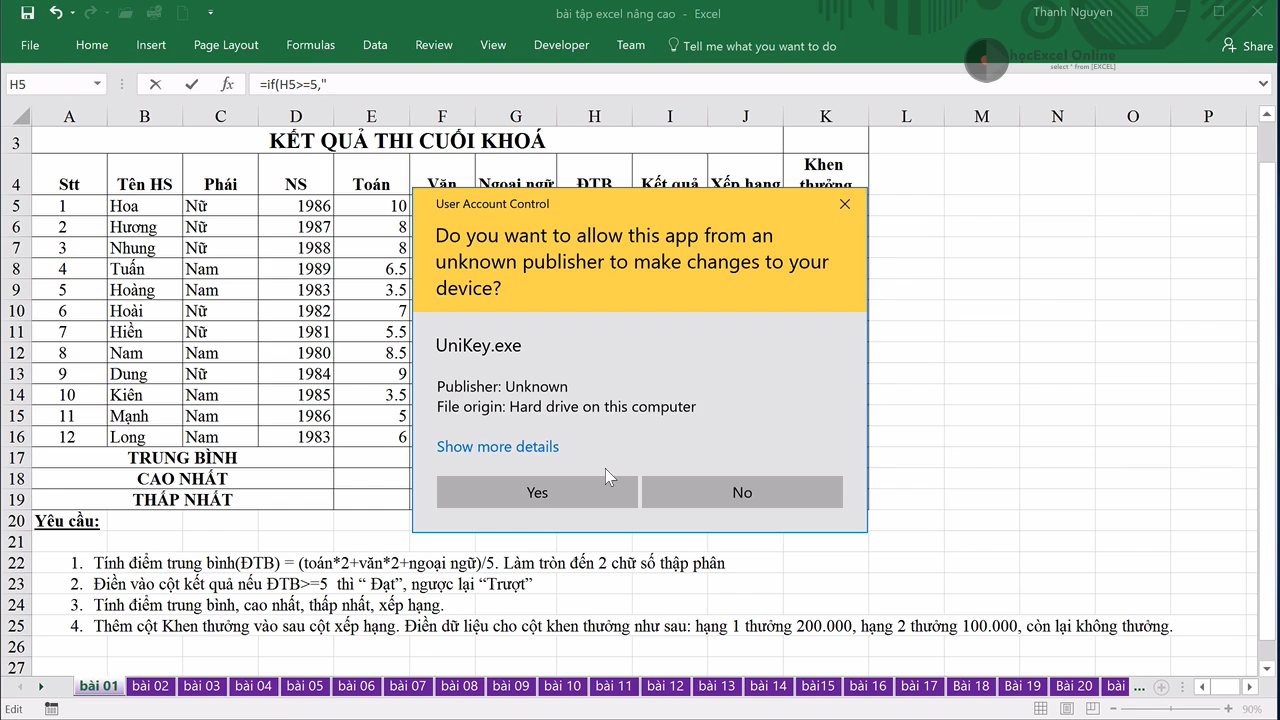 bài tập excel nâng cao - Excel
Thanh Nguyen
File Home Insert Page Layout Formulas Data Review View Developer Team Tell me what you want to do Share
họcExcel Online
select * from [EXCEL]
H5 fx =if(H5>=5,"
A B C D E F G H I J K L M N O P
3 KẾT QUẢ THI CUỐI KHOÁ
4 Stt Tên HS Phái NS Toán Văn Ngoại ngữ ĐTB Kết quả Xếp hạng Khen thưởng
5 1 Hoa Nữ 1986 10
6 2 Hương Nữ 1987 8
7 3 Nhung Nữ 1988 8
8 4 Tuấn Nam 1989 6.5
9 5 Hoàng Nam 1983 3.5
10 6 Hoài Nữ 1982 7
11 7 Hiền Nữ 1981 5.5
12 8 Nam Nam 1980 8.5
13 9 Dung Nữ 1984 9
14 10 Kiên Nam 1985 3.5
15 11 Mạnh Nam 1986 5
16 12 Long Nam 1983 6
17 TRUNG BÌNH
18 CAO NHẤT
19 THẤP NHẤT
User Account Control
Do you want to allow this app from an
unknown publisher to make changes to your
device?
UniKey.exe
Publisher: Unknown
File origin: Hard drive on this computer
Show more details
Yes No
20 Yêu cầu:
21
22 1. Tính điểm trung bình(ĐTB) = (toán*2+văn*2+ngoại ngữ)/5. Làm tròn đến 2 chữ số thập phân
23 2. Điền vào cột kết quả nếu ĐTB>=5 thì “ Đạt”, ngược lại “Trượt”
24 3. Tính điểm trung bình, cao nhất, thấp nhất, xếp hạng.
25 4. Thêm cột Khen thưởng vào sau cột xếp hạng. Điền dữ liệu cho cột khen thưởng như sau: hạng 1 thưởng 200.000, hạng 2 thưởng 100.000, còn lại không thưởng.
26
27
bài 01 bài 02 bài 03 bài 04 bài 05 bài 06 bài 07 bài 08 bài 09 bài 10 bài 11 bài 12 bài 13 bài 14 bài15 bài 16 bài 17 Bài 18 Bài 19 Bài 20 bài ...
Edit 90%